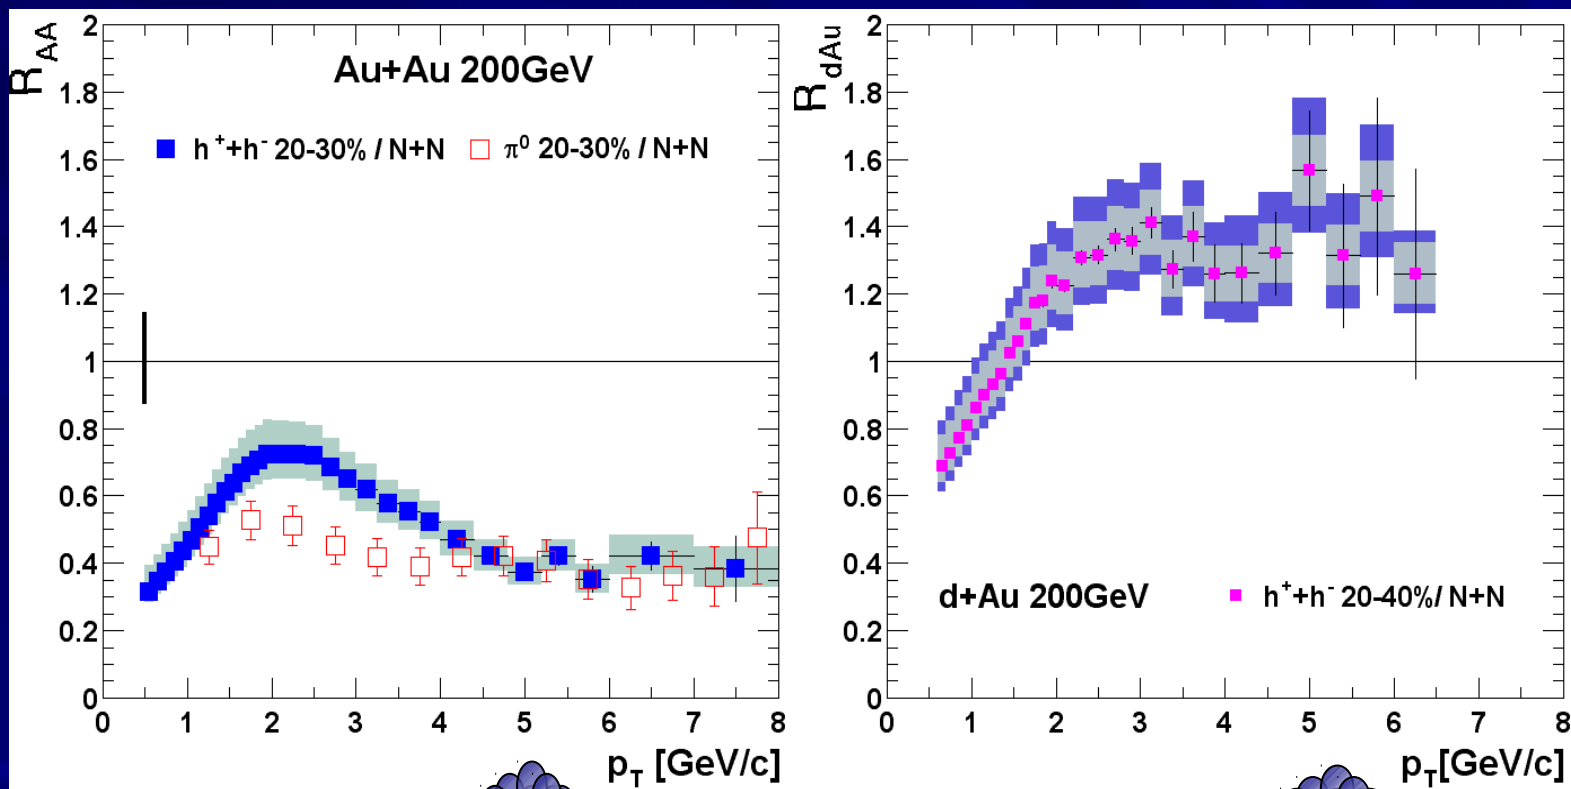 R_AA
Au+Au 200GeV
h⁺+h⁻ 20-30% / N+N
π⁰ 20-30% / N+N
2
1.8
1.6
1.4
1.2
1
0.8
0.6
0.4
0.2
0
0 1 2 3 4 5 6 7 8
p_T [GeV/c]
R_dAu
2
1.8
1.6
1.4
1.2
1
0.8
0.6
0.4
0.2
0
d+Au 200GeV
h⁺+h⁻ 20-40%/ N+N
0 1 2 3 4 5 6 7 8
p_T[GeV/c]